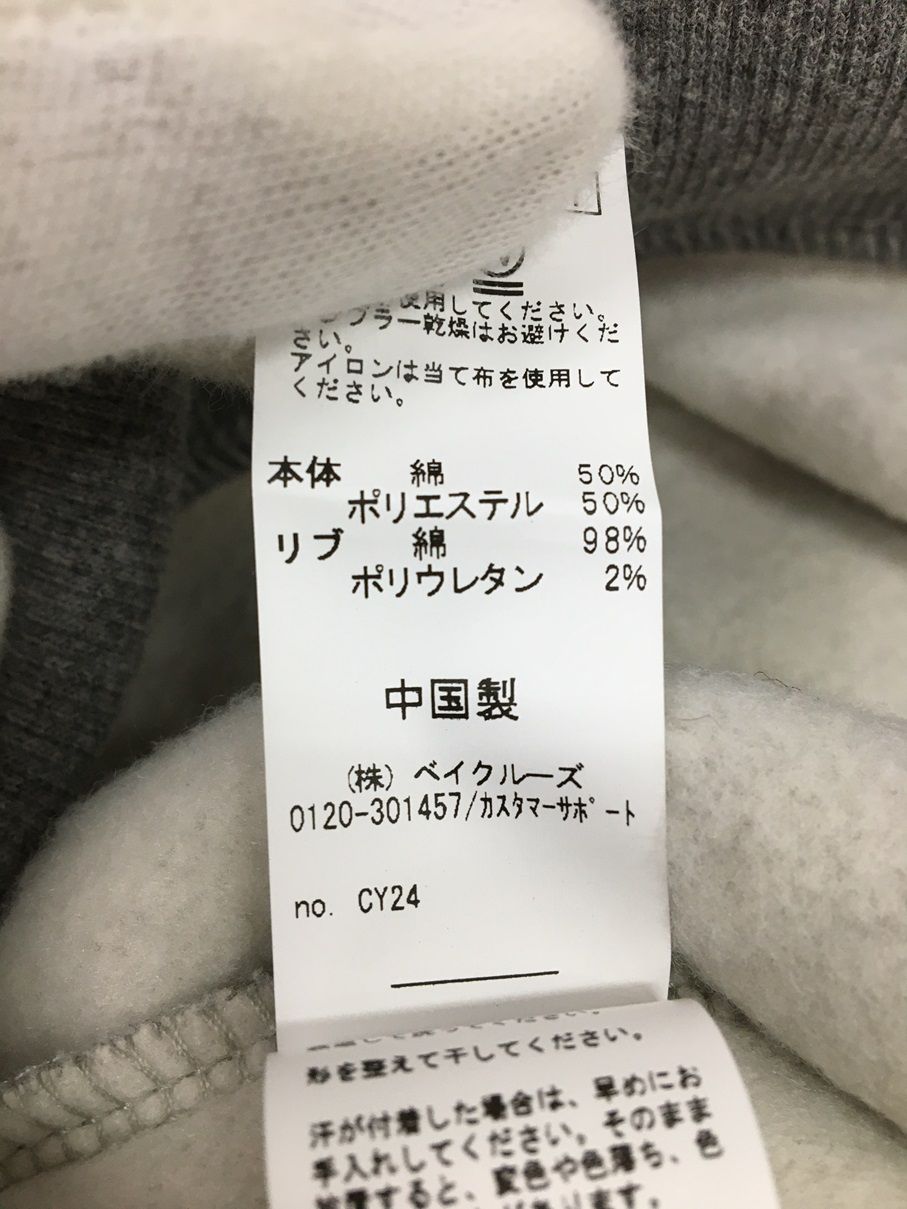 使用してください。
ンブラー乾燥はお避けくだ
さい。
アイロンは当て布を使用して
ください。
本体 綿 50%
ポリエステル 50%
リブ 綿 98%
ポリウレタン 2%
中国製
(株) ベイクルーズ
0120-301457/カスタマーサポート
no. CY24
形を整えて干してください。
汗が付着した場合は、早めにお
手入れしてください。そのまま
放置すると、変色や色落ち、色